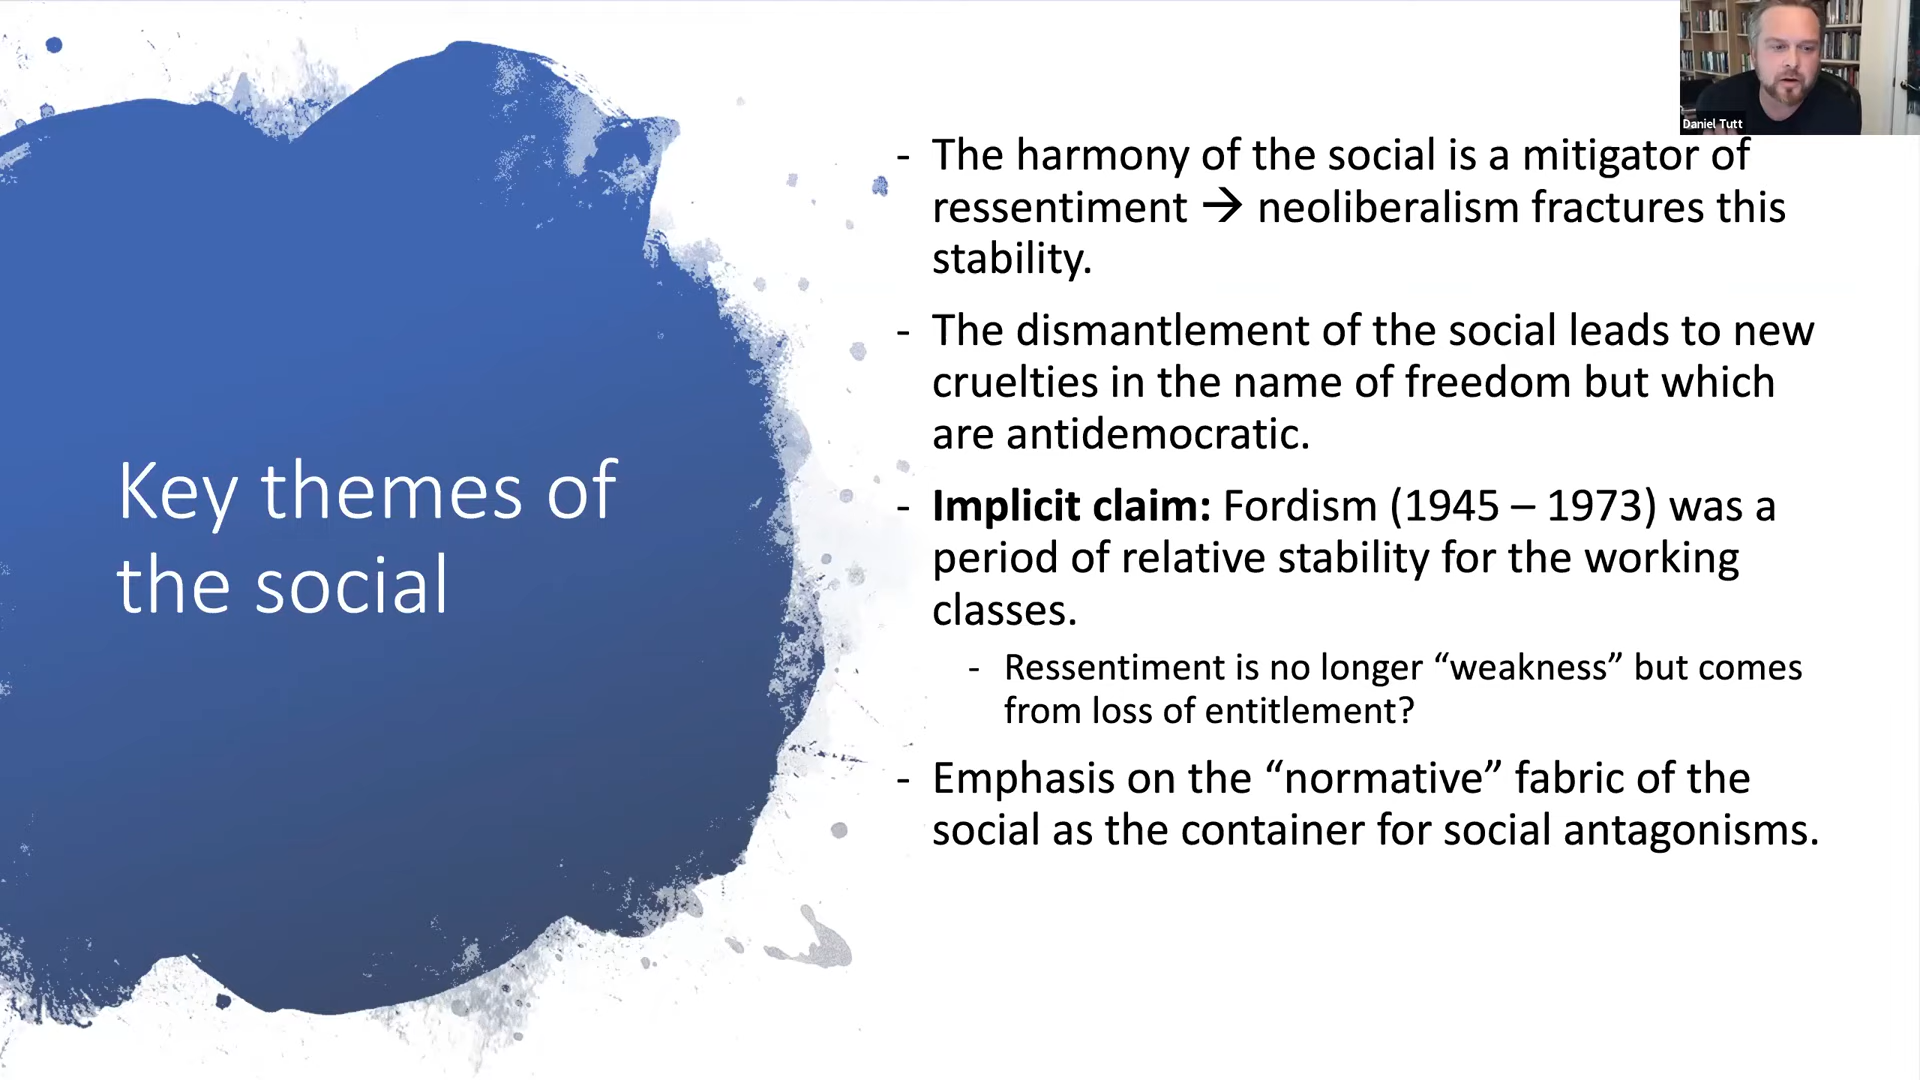 Daniel Tutt
Key themes of
the social
- The harmony of the social is a mitigator of
ressentiment → neoliberalism fractures this
stability.
- The dismantlement of the social leads to new
cruelties in the name of freedom but which
are antidemocratic.
- Implicit claim: Fordism (1945 – 1973) was a
period of relative stability for the working
classes.
- Ressentiment is no longer “weakness” but comes
from loss of entitlement?
- Emphasis on the “normative” fabric of the
social as the container for social antagonisms.